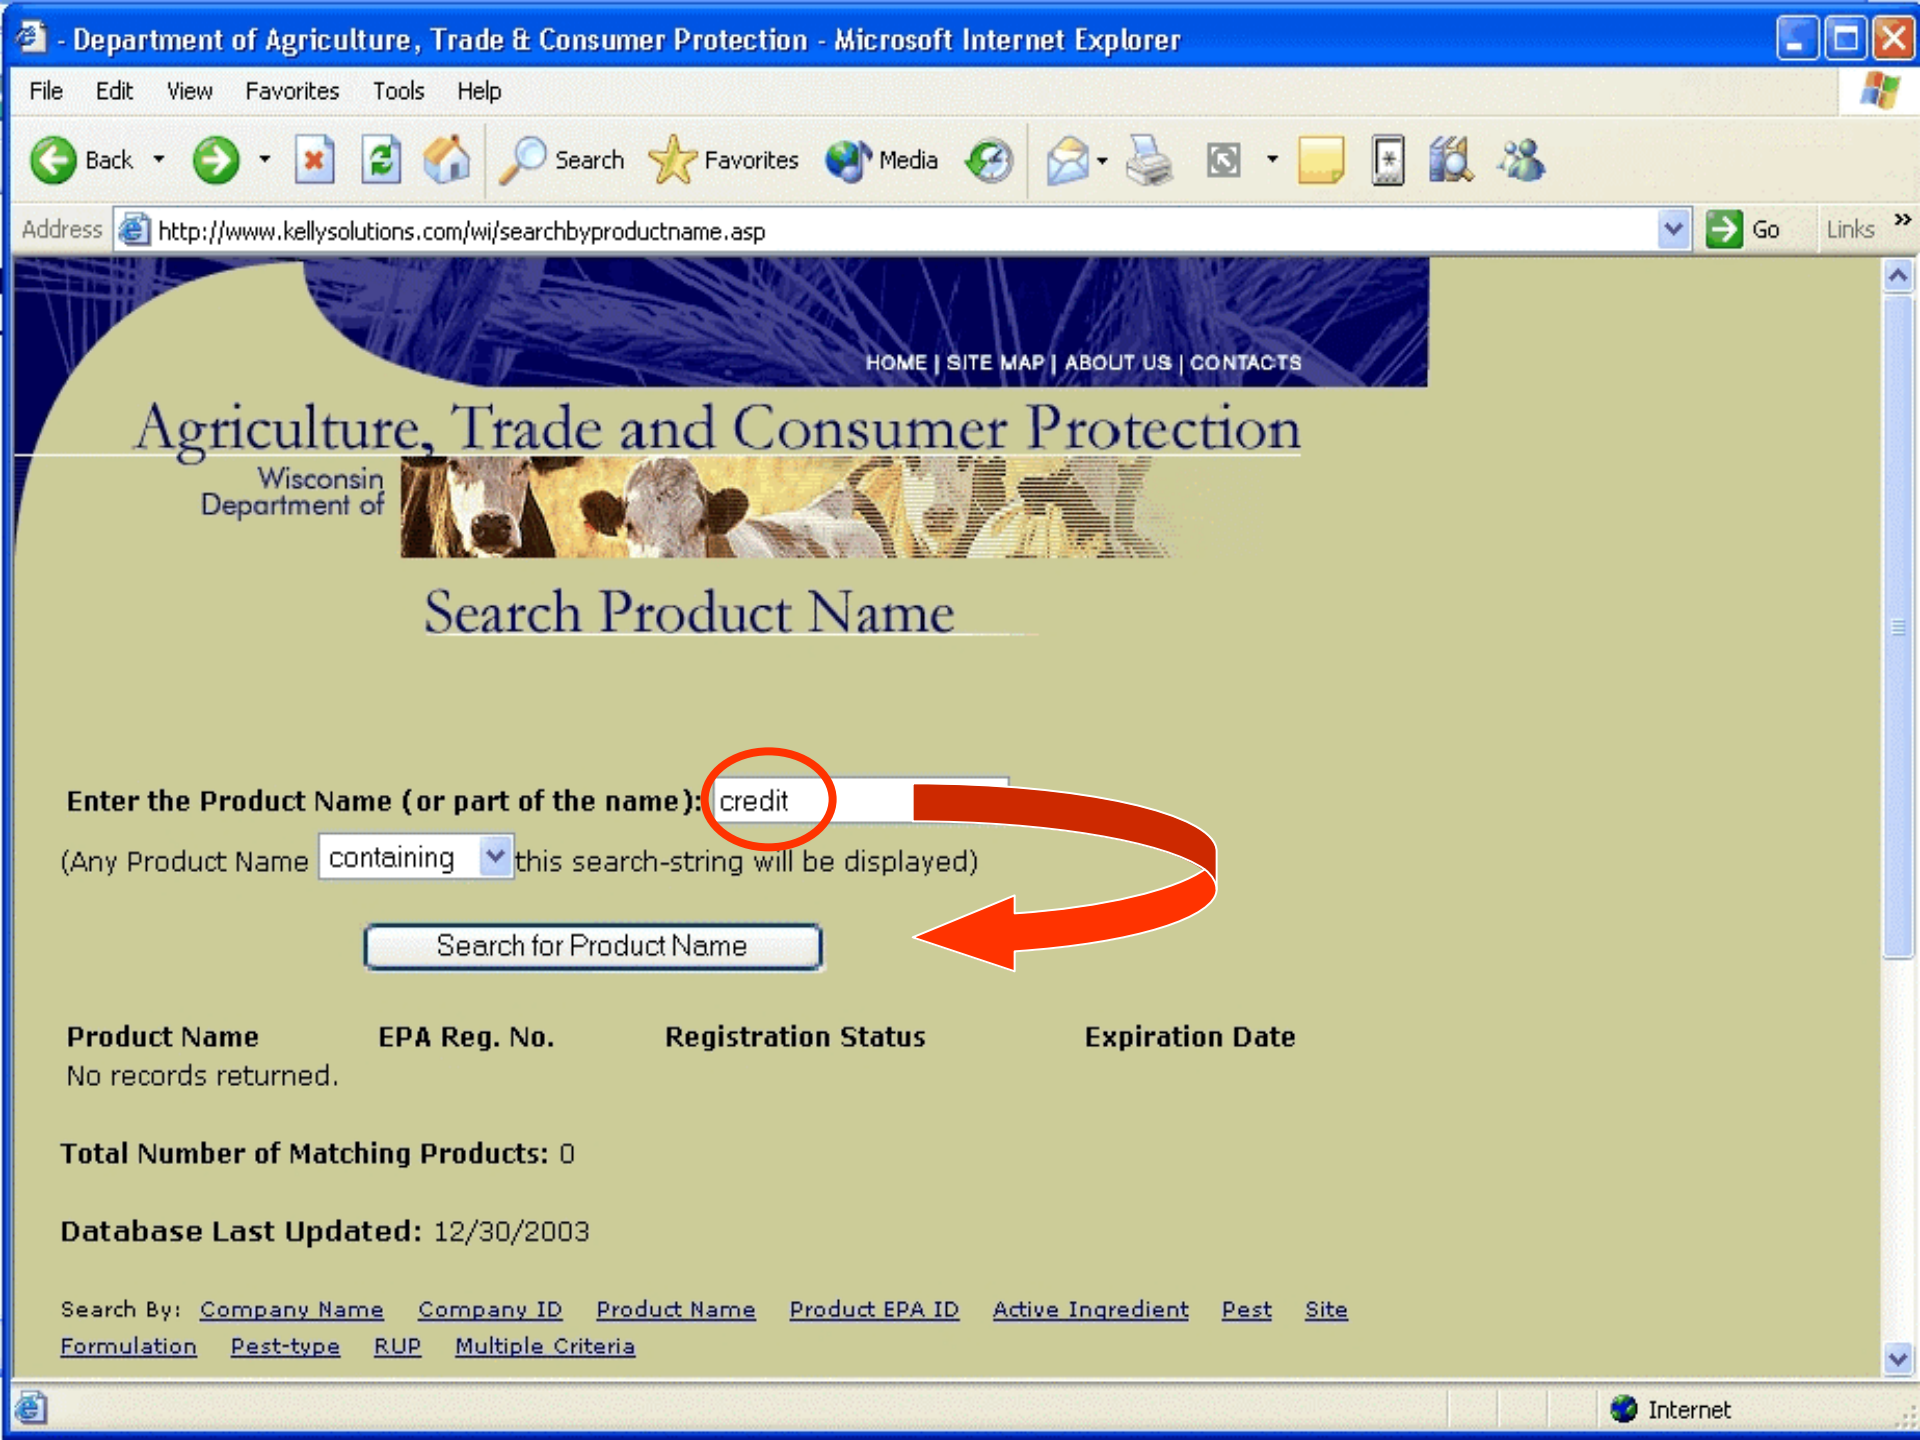 - Department of Agriculture, Trade & Consumer Protection - Microsoft Internet Explorer
File Edit View Favorites Tools Help
Back Search Favorites Media
Address http://www.kellysolutions.com/wi/searchbyproductname.asp Go Links »
HOME | SITE MAP | ABOUT US | CONTACTS
Agriculture, Trade and Consumer Protection
Wisconsin
Department of
Search Product Name
Enter the Product Name (or part of the name): credit
(Any Product Name containing this search-string will be displayed)
Search for Product Name
Product Name EPA Reg. No. Registration Status Expiration Date
No records returned.
Total Number of Matching Products: 0
Database Last Updated: 12/30/2003
Search By: Company Name Company ID Product Name Product EPA ID Active Ingredient Pest Site
Formulation Pest-type RUP Multiple Criteria
Internet